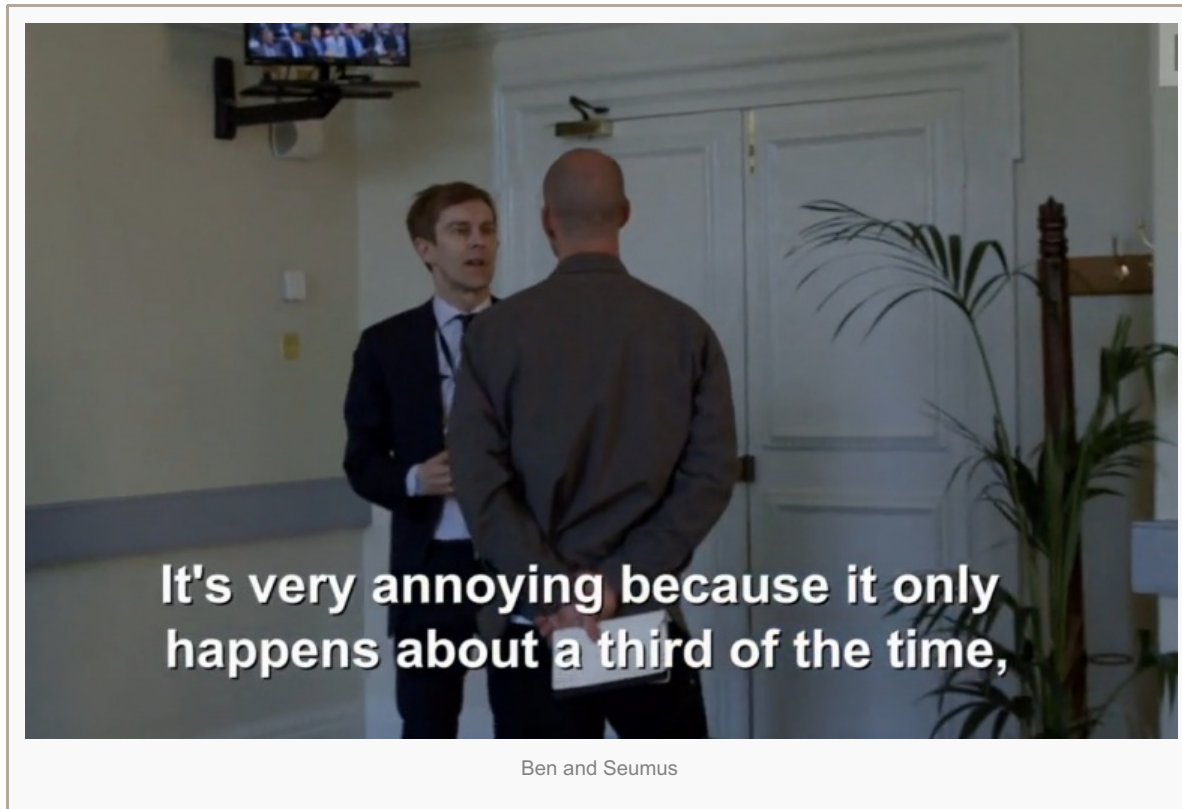 It's very annoying because it only
happens about a third of the time,
Ben and Seumus